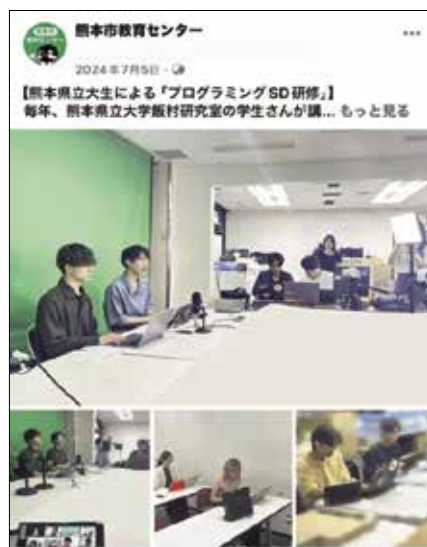 熊本市教育センター
2024年7月5日
【熊本県立大生による「プログラミングSD研修」】
毎年、熊本県立大学飯村研究室の学生さんが講... もっと見る